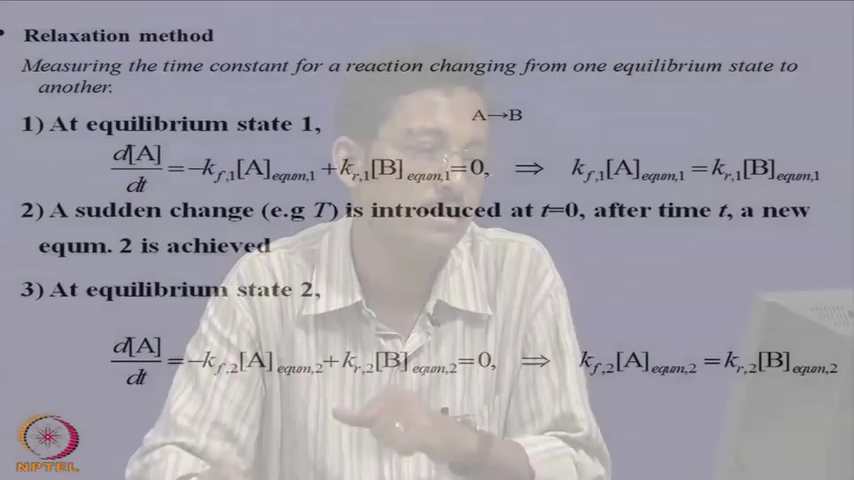 • Relaxation method
Measuring the time constant for a reaction changing from one equilibrium state to
another.
A→B
1) At equilibrium state 1,
d[A]/dt = -k_{f,1}[A]_{equm,1} + k_{r,1}[B]_{equm,1} = 0, ⇒ k_{f,1}[A]_{equm,1} = k_{r,1}[B]_{equm,1}
2) A sudden change (e.g T) is introduced at t=0, after time t, a new
equm. 2 is achieved
3) At equilibrium state 2,
d[A]/dt = -k_{f,2}[A]_{equm,2} + k_{r,2}[B]_{equm,2} = 0, ⇒ k_{f,2}[A]_{equm,2} = k_{r,2}[B]_{equm,2}
NPTEL